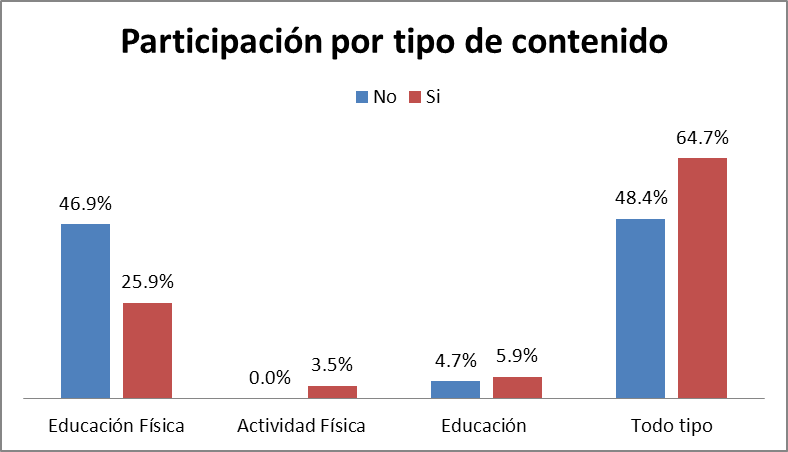 Participación por tipo de contenido
No Si
46.9% 25.9% 0.0% 3.5% 4.7% 5.9% 48.4% 64.7%
Educación Física Actividad Física Educación Todo tipo